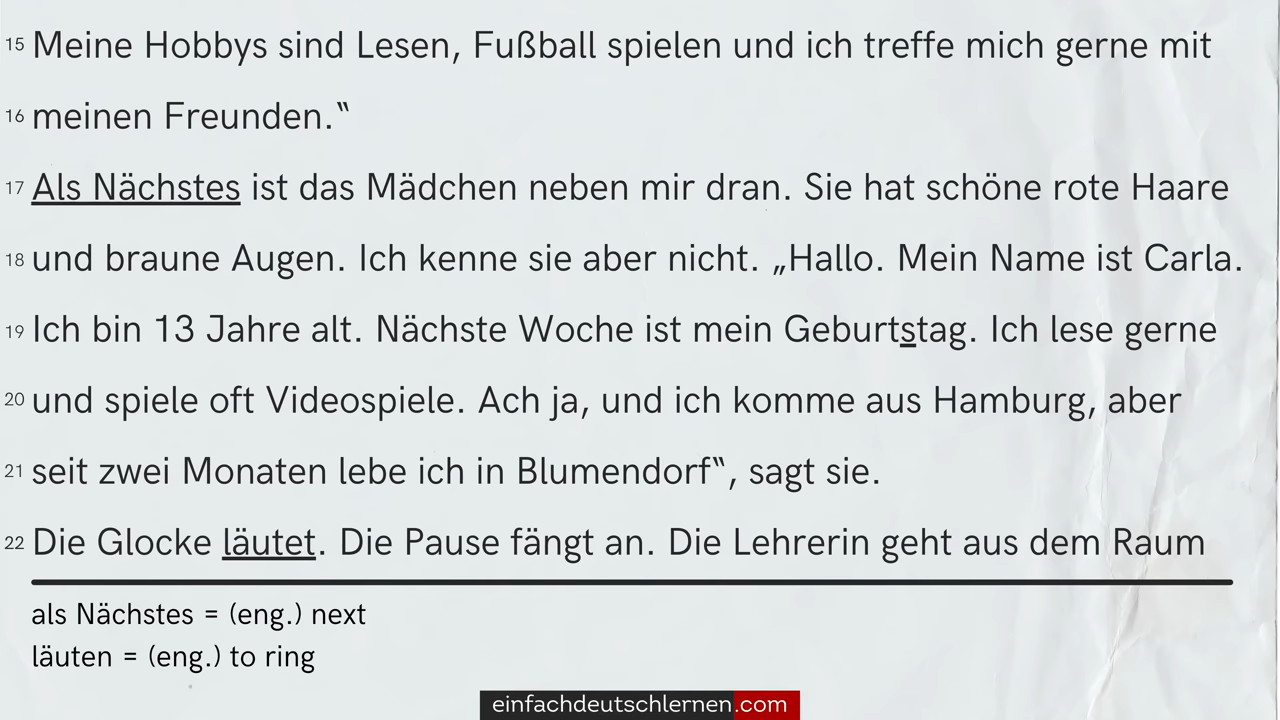 15 Meine Hobbys sind Lesen, Fußball spielen und ich treffe mich gerne mit
16 meinen Freunden.‟
17 Als Nächstes ist das Mädchen neben mir dran. Sie hat schöne rote Haare
18 und braune Augen. Ich kenne sie aber nicht. „Hallo. Mein Name ist Carla.
19 Ich bin 13 Jahre alt. Nächste Woche ist mein Geburtstag. Ich lese gerne
20 und spiele oft Videospiele. Ach ja, und ich komme aus Hamburg, aber
21 seit zwei Monaten lebe ich in Blumendorf‟, sagt sie.
22 Die Glocke läutet. Die Pause fängt an. Die Lehrerin geht aus dem Raum
als Nächstes = (eng.) next
läuten = (eng.) to ring
einfachdeutschlernen.com